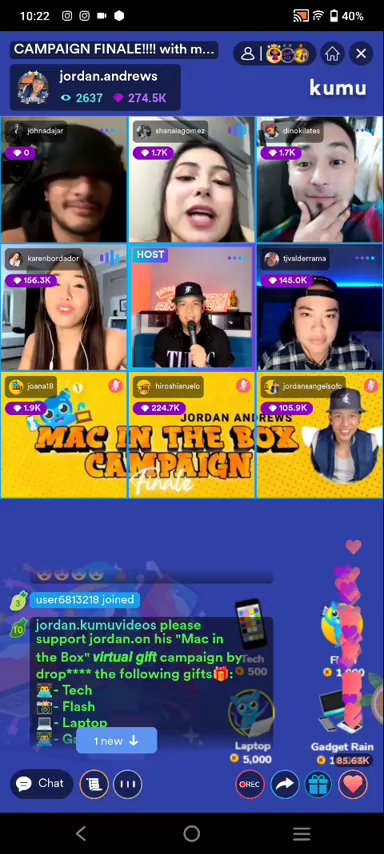 10:22
40%
CAMPAIGN FINALE!!!! with m...
jordan.andrews
2637 274.5K
kumu
johnadajar
0
shanaiagomez
1.7K
dinokilates
1.7K
karenbordador
156.3K
HOST
tjvalderrama
145.0K
joana18
1.9K
hiroshiaruelo
224.7K
jordansangelsofc
105.9K
JORDAN ANDREWS
MAC IN THE BOX
CAMPAIGN
Finale
3
user6813218 joined
10
jordan.kumuvideos please
support jordan.on his "Mac in
the Box" virtual gift campaign by
drop**** the following gifts🎁:
👨‍💻- Tech
📸- Flash
💻- Laptop
Tech
500
Laptop
5,000
Gadget Rain
85.63K
1 new
Chat
REC